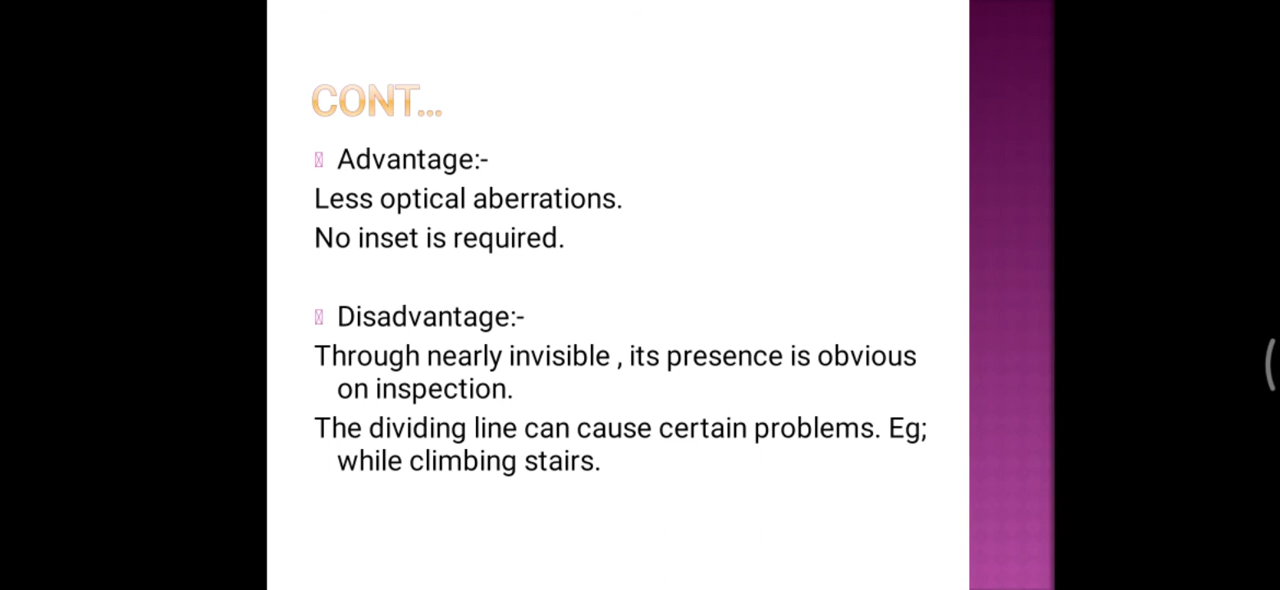 CONT...
Advantage:-
Less optical aberrations.
No inset is required.
Disadvantage:-
Through nearly invisible , its presence is obvious
on inspection.
The dividing line can cause certain problems. Eg;
while climbing stairs.